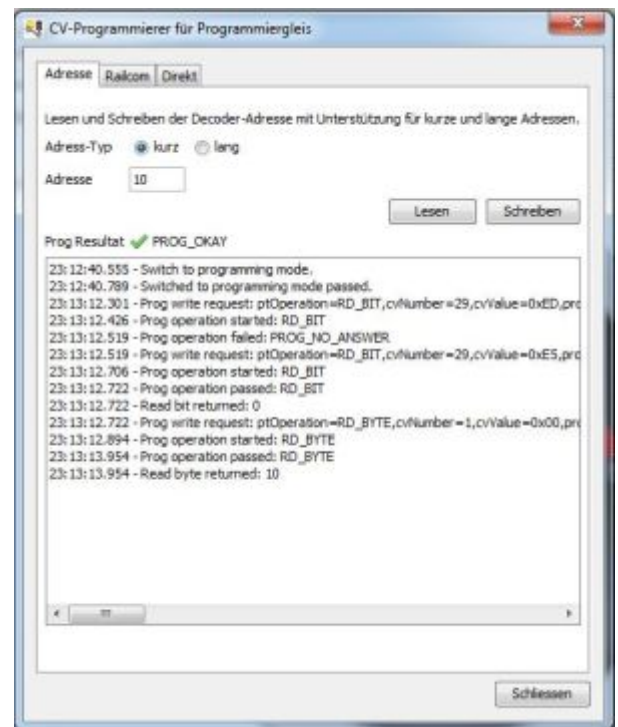 CV-Programmierer für Programmiergleis
Adresse Railcom Direkt
Lesen und Schreiben der Decoder-Adresse mit Unterstützung für kurze und lange Adressen.
Adress-Typ kurz lang
Adresse 10
Lesen Schreiben
Prog Resultat PROG_OKAY
23:12:40.555 - Switch to programming mode.
23:12:40.789 - Switched to programming mode passed.
23:13:12.301 - Prog write request: ptOperation=RD_BIT,cvNumber=29,cvValue=0xED,prc
23:13:12.426 - Prog operation started: RD_BIT
23:13:12.519 - Prog operation failed: PROG_NO_ANSWER
23:13:12.519 - Prog write request: ptOperation=RD_BIT,cvNumber=29,cvValue=0xE5,prc
23:13:12.706 - Prog operation started: RD_BIT
23:13:12.722 - Prog operation passed: RD_BIT
23:13:12.722 - Read bit returned: 0
23:13:12.722 - Prog write request: ptOperation=RD_BYTE,cvNumber=1,cvValue=0x00,prc
23:13:12.894 - Prog operation started: RD_BYTE
23:13:13.954 - Prog operation passed: RD_BYTE
23:13:13.954 - Read byte returned: 10
Schliessen